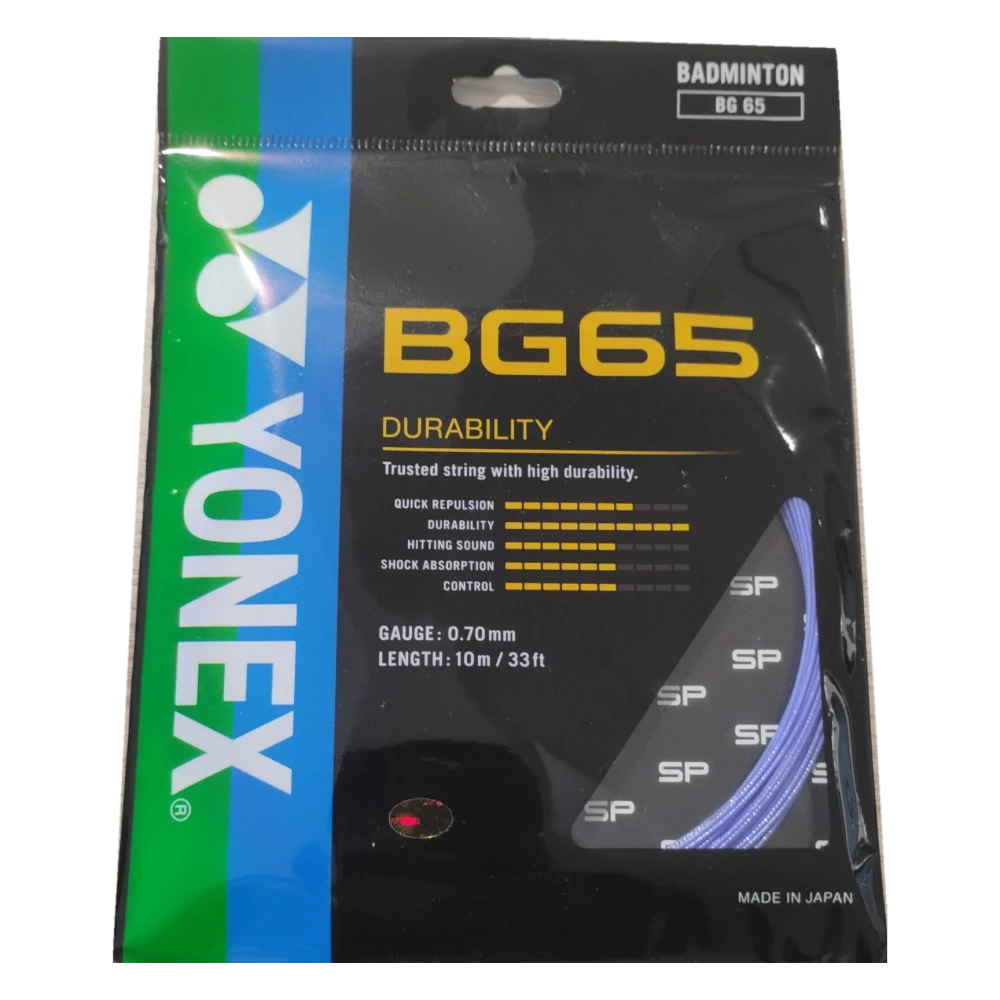 BADMINTON
BG 65
YONEX®
BG65
DURABILITY
Trusted string with high durability.
QUICK REPULSION
DURABILITY
HITTING SOUND
SHOCK ABSORPTION
CONTROL
GAUGE: 0.70mm
LENGTH: 10m / 33ft
SP
SP
SP
SP
SP
SP
MADE IN JAPAN